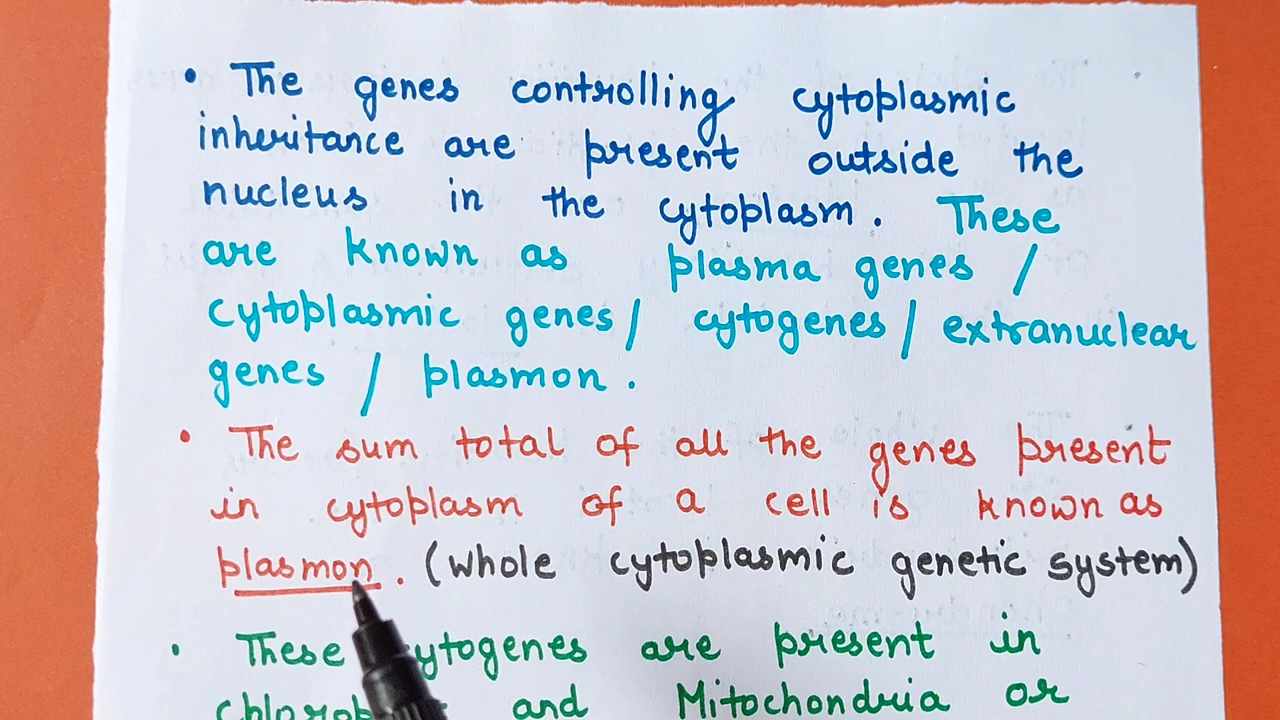 • The genes controlling cytoplasmic
inheritance are present outside the
nucleus in the cytoplasm. These
are known as plasma genes /
cytoplasmic genes/ cytogenes / extranuclear
genes / plasmon.
• The sum total of all the genes present
in cytoplasm of a cell is known as
plasmon. (whole cytoplasmic genetic system)
• These cytogenes are present in
and Mitochondria or